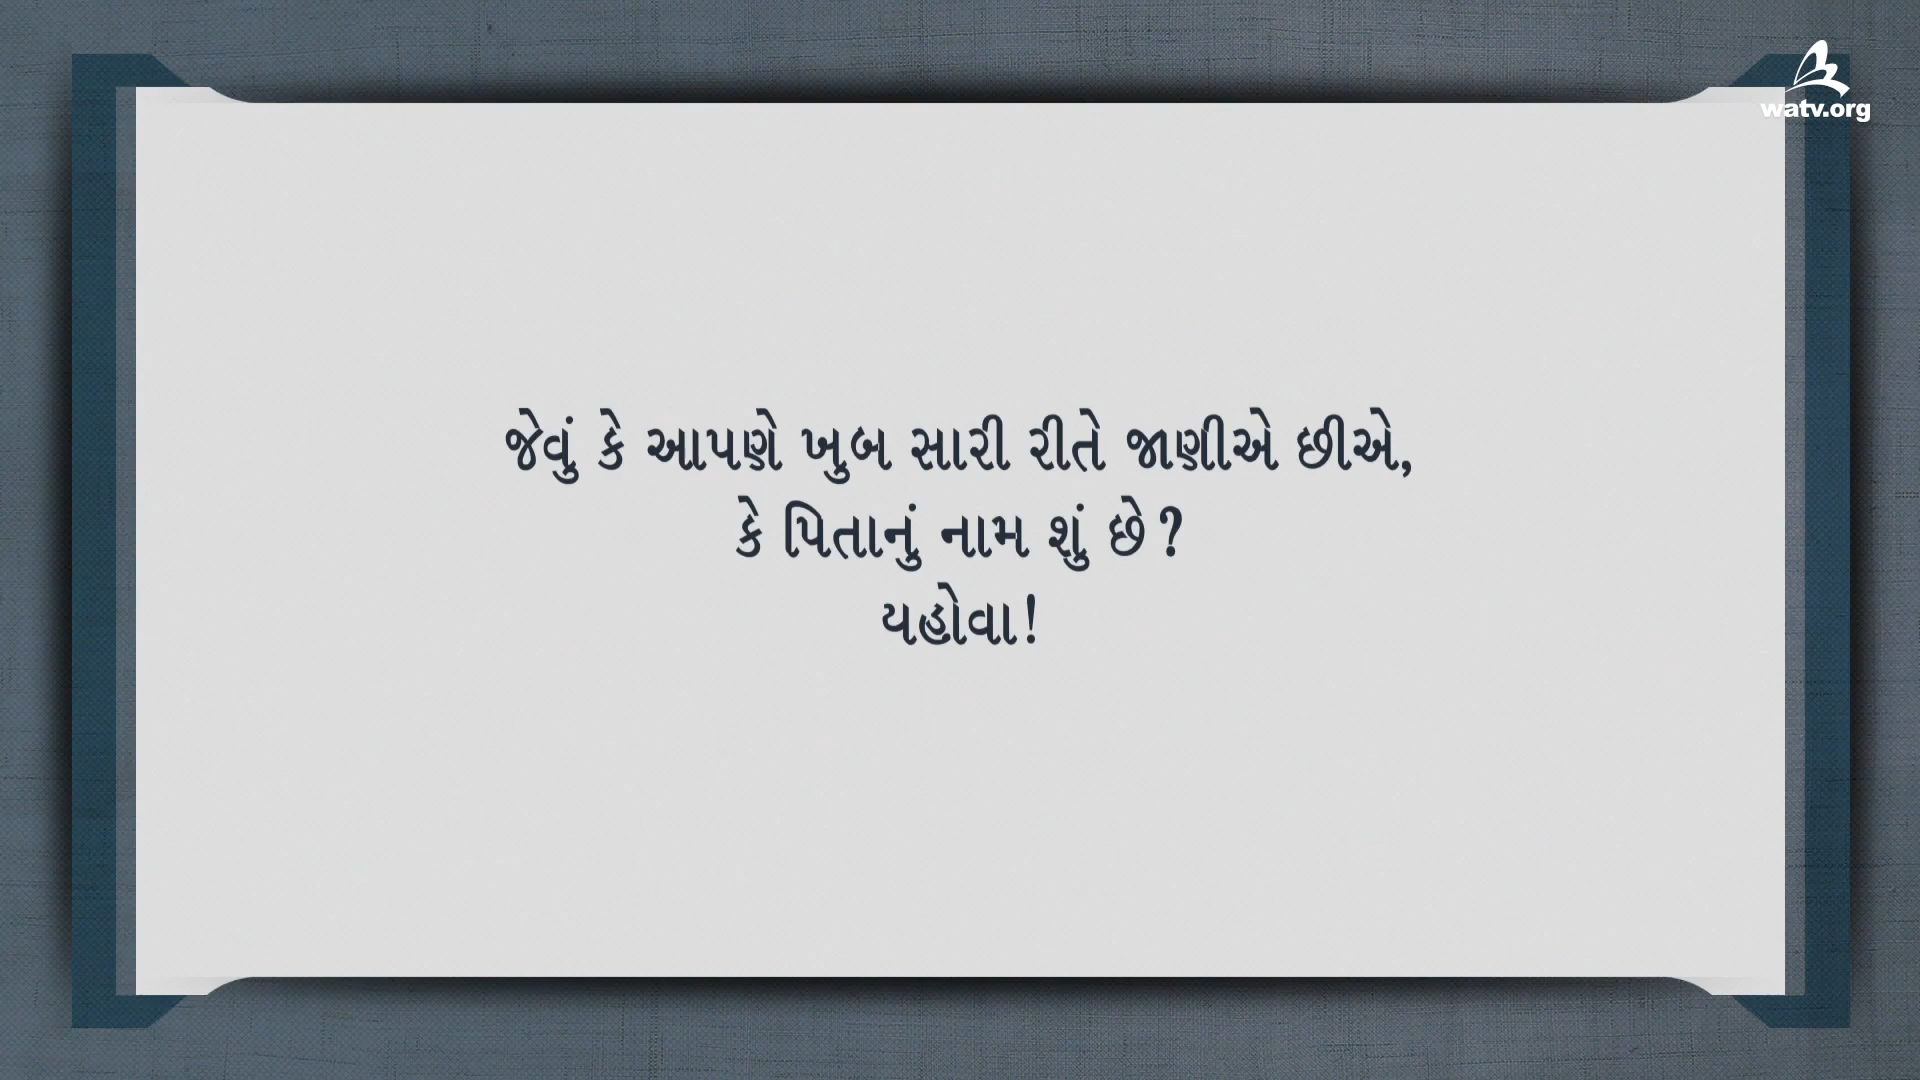 watv.org
જેવું કે આપણે ખુબ સારી રીતે જાણીએ છીએ,
કે પિતાનું નામ શું છે?
યહોવા!